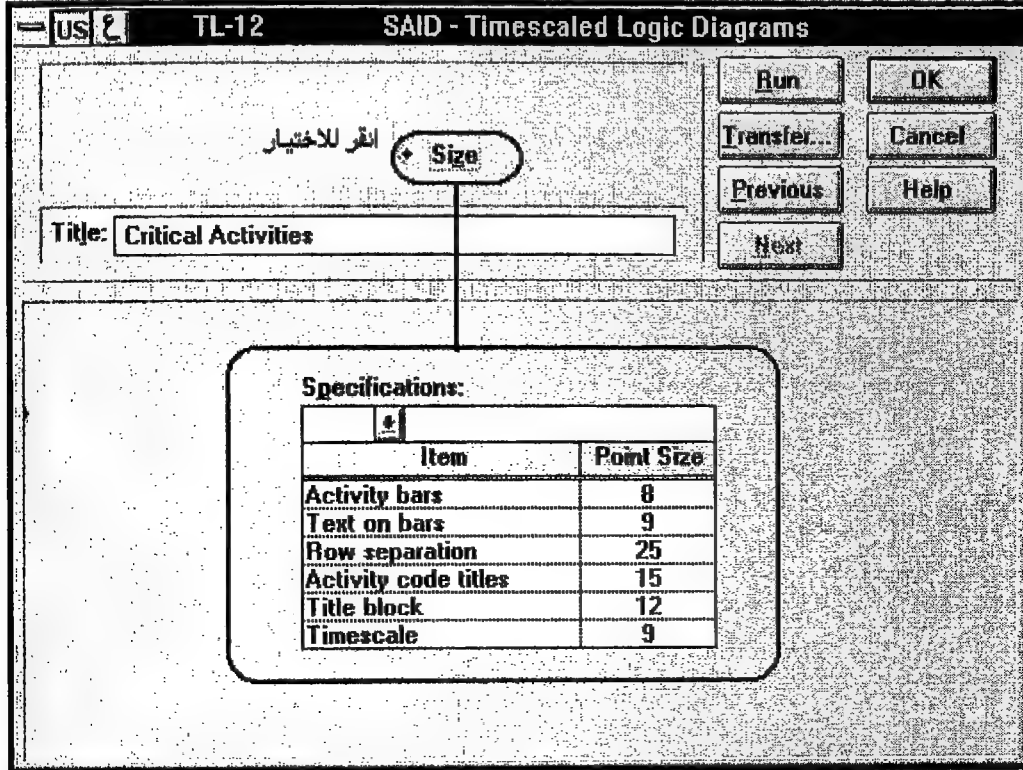 US ع TL-12 SAID - Timescaled Logic Diagrams
Run OK
انقر للاختيار Size
Transfer... Cancel
Previous Help
Title: Critical Activities
Next
Specifications:
Item Point Size
Activity bars 8
Text on bars 9
Row separation 25
Activity code titles 15
Title block 12
Timescale 9